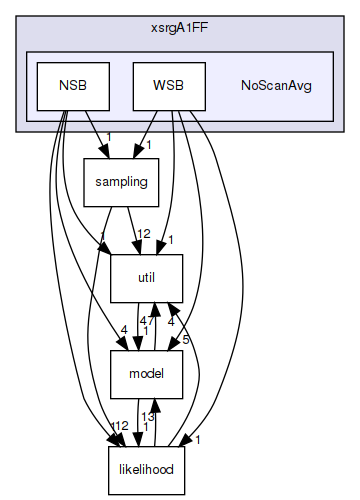 xsrgA1FF
NSB
WSB
NoScanAvg
1
1
sampling
1
12
1
util
4
47
1
4
5
model
1
12
13
1
1
likelihood